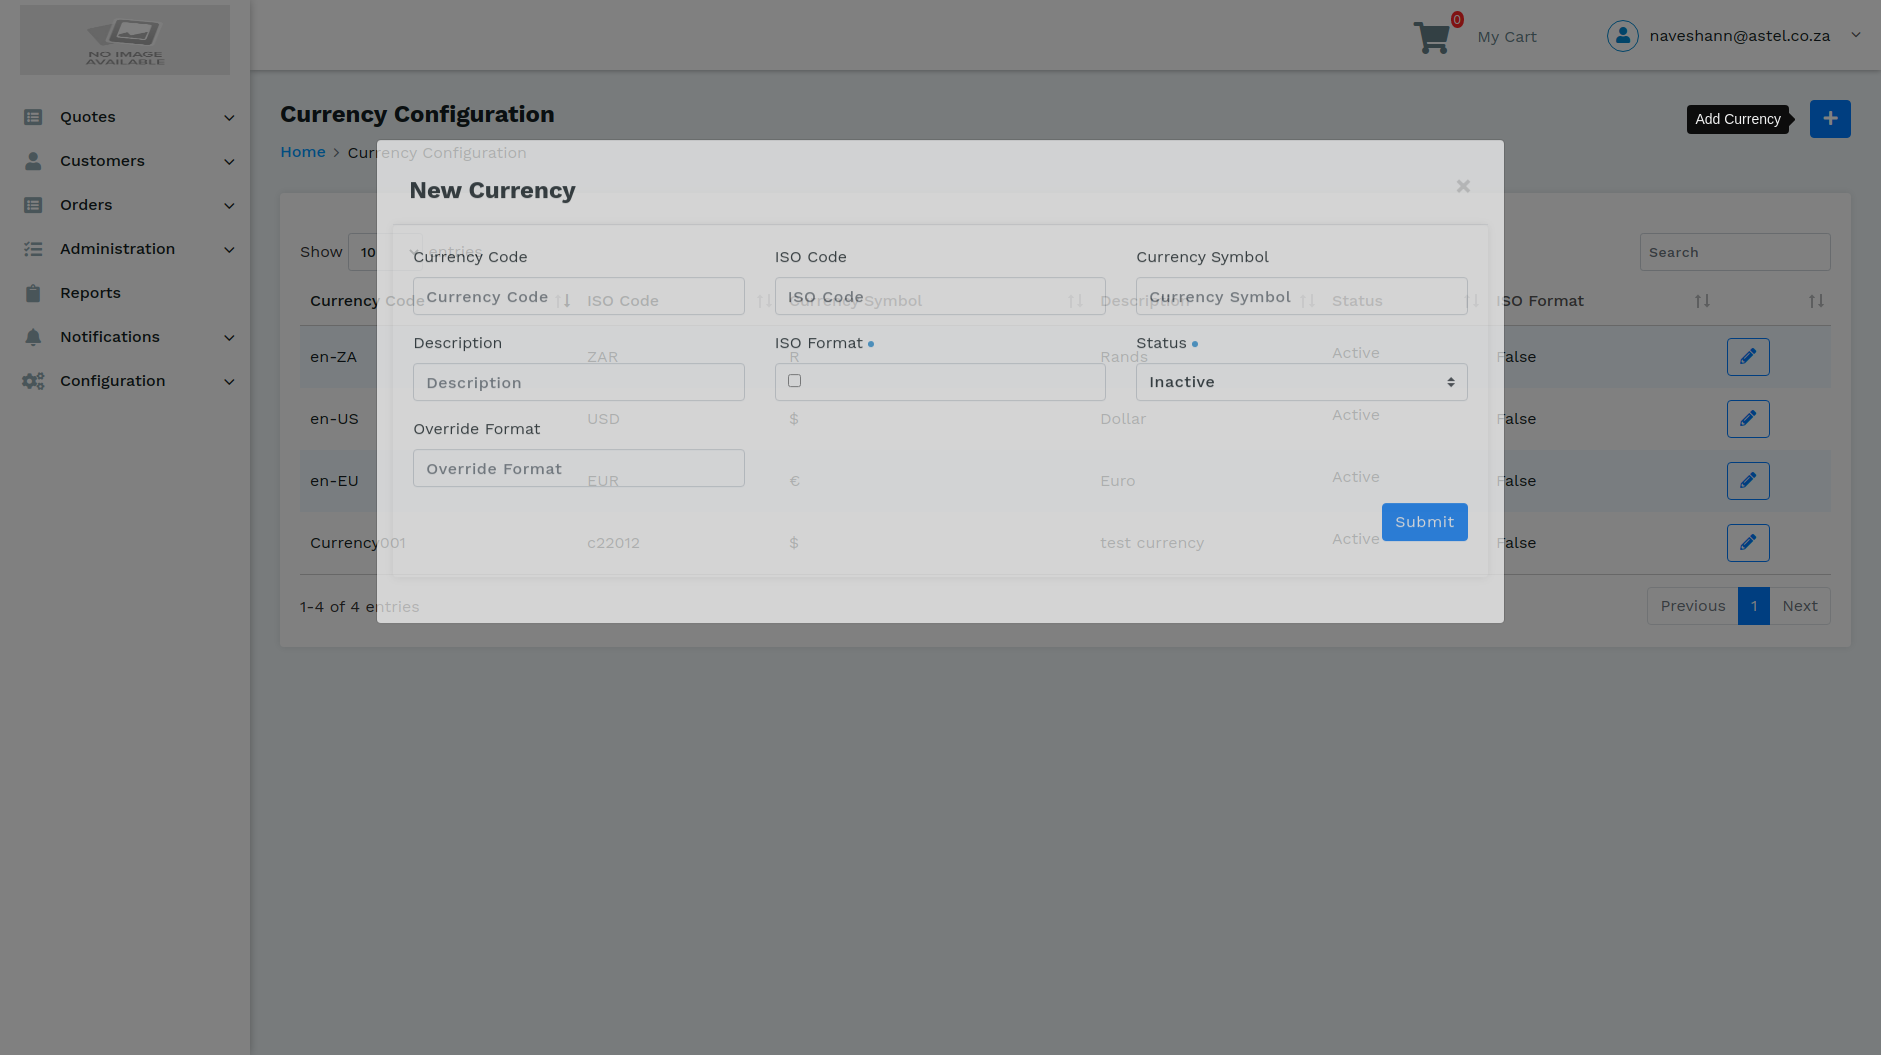 NO IMAGE
AVAILABLE
0
My Cart
naveshann@astel.co.za
Quotes
Customers
Orders
Administration
Reports
Notifications
Configuration
Currency Configuration
Add Currency
Home > Currency Configuration
New Currency
×
Show 10 entries
Search
Currency Code
ISO Code
Currency Symbol
Currency Code
ISO Code
Currency Symbol
Currency Code ISO Code Currency Symbol Description Status ISO Format
Description
ISO Format
Status
Description
Inactive
Override Format
Override Format
Submit
en-ZA ZAR R Rands Active False
en-US USD $ Dollar Active False
en-EU EUR € Euro Active False
Currency001 c22012 $ test currency Active False
1-4 of 4 entries
Previous 1 Next